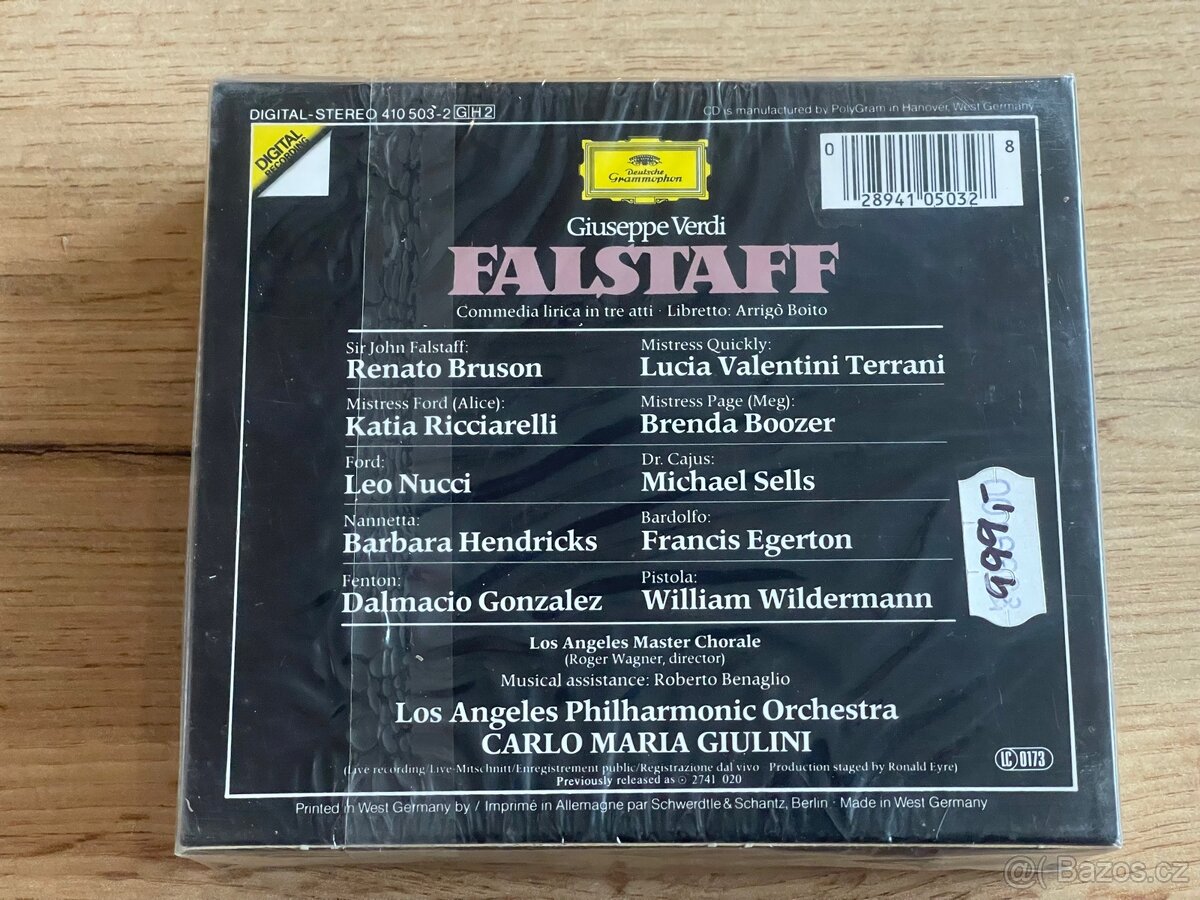 DIGITAL-STEREO 410 503-2 GH2
CD is manufactured by PolyGram in Hanover, West Germany
DIGITAL
RECORDING
Deutsche
Grammophon
0 28941 05032 8
Giuseppe Verdi
FALSTAFF
Commedia lirica in tre atti · Libretto: Arrigò Boito
Sir John Falstaff:
Renato Bruson
Mistress Quickly:
Lucia Valentini Terrani
Mistress Ford (Alice):
Katia Ricciarelli
Mistress Page (Meg):
Brenda Boozer
Ford:
Leo Nucci
Dr. Cajus:
Michael Sells
Nannetta:
Barbara Hendricks
Bardolfo:
Francis Egerton
Fenton:
Dalmacio Gonzalez
Pistola:
William Wildermann
999,-
Los Angeles Master Chorale
(Roger Wagner, director)
Musical assistance: Roberto Benaglio
Los Angeles Philharmonic Orchestra
CARLO MARIA GIULINI
(Live recording/Live-Mitschnitt/Enregistrement public/Registrazione dal vivo · Production staged by Ronald Eyre)
Previously released as 2741 020
LC 0173
Printed in West Germany by / Imprimé in Allemagne par Schwerdtle & Schantz, Berlin · Made in West Germany
Bazoš.cz